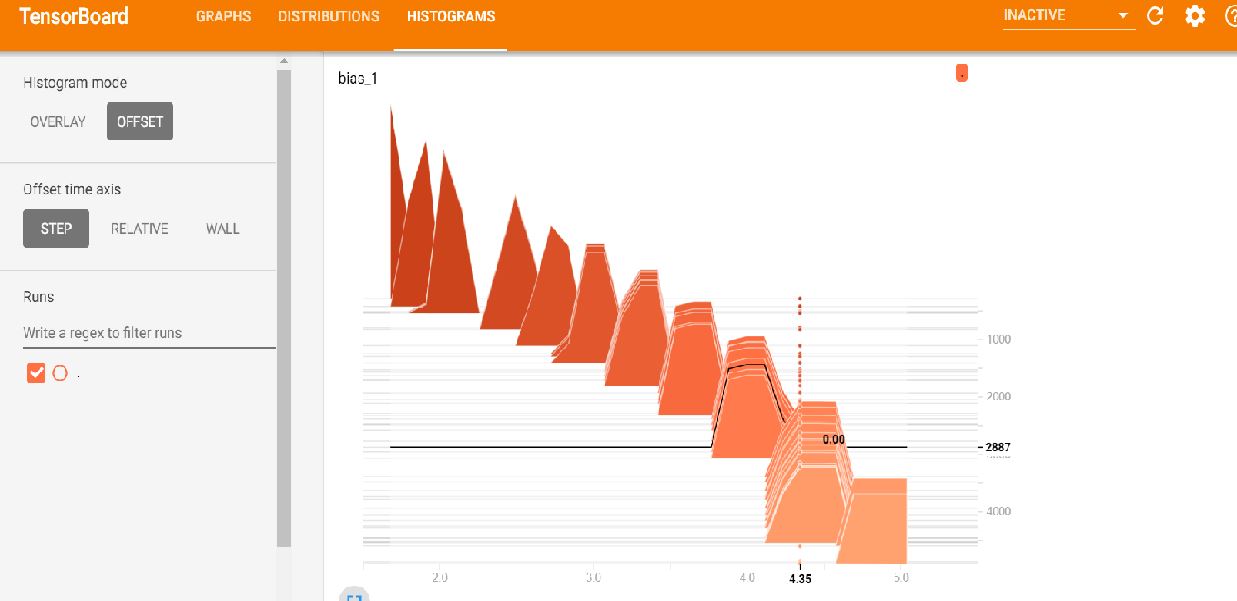 TensorBoard GRAPHS DISTRIBUTIONS HISTOGRAMS INACTIVE
Histogram mode
OVERLAY OFFSET
Offset time axis
STEP RELATIVE WALL
Runs
Write a regex to filter runs
.
bias_1
.
1000
2000
0.00
2887
4000
2.0 3.0 4.0 4.35 5.0